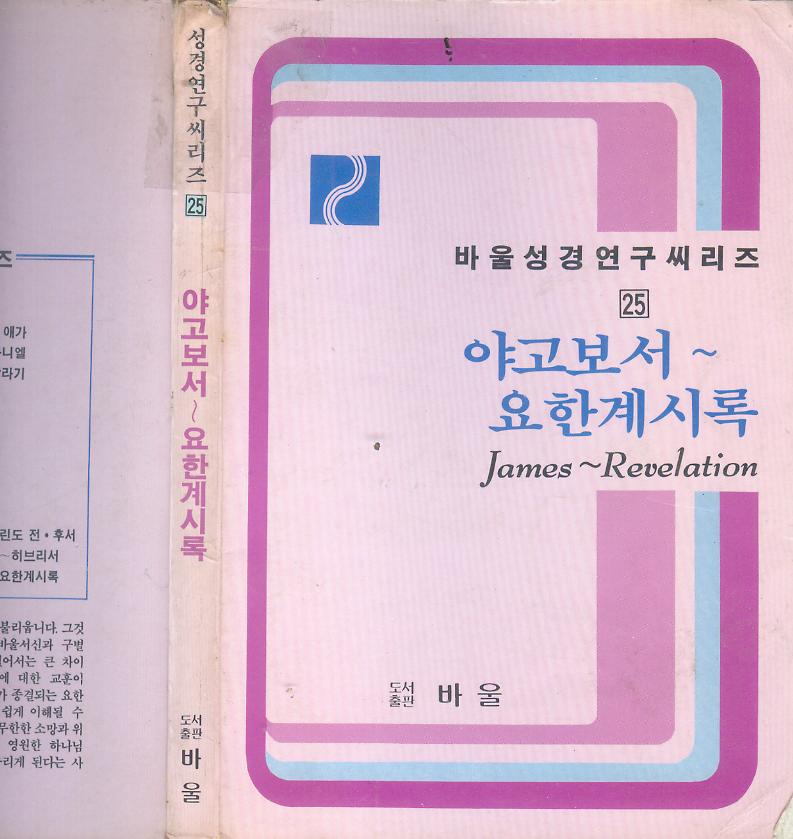 즈
애가
니엘
라기
린도 전·후서
~히브리서
요한계시록
불리웁니다. 그것
바울서신과 구별
있어서는 큰 차이
에 대한 교훈이
가 종결되는 요한
쉽게 이해될 수
무한한 소망과 위
영원한 하나님
리게 된다는 사
성경연구씨리즈
25
야고보서~요한계시록
도서
출판
바울
바울성경연구씨리즈
25
야고보서~
요한계시록
James~Revelation
도서
출판 바울